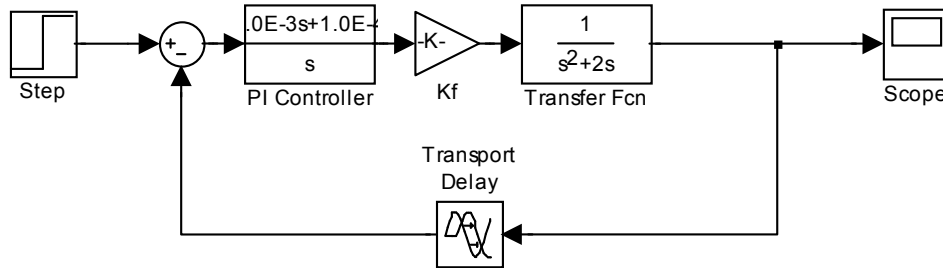 .0E-3s+1.0E-
s
-K-
1
s²+2s
Step
PI Controller
Kf
Transfer Fcn
Scope
Transport
Delay